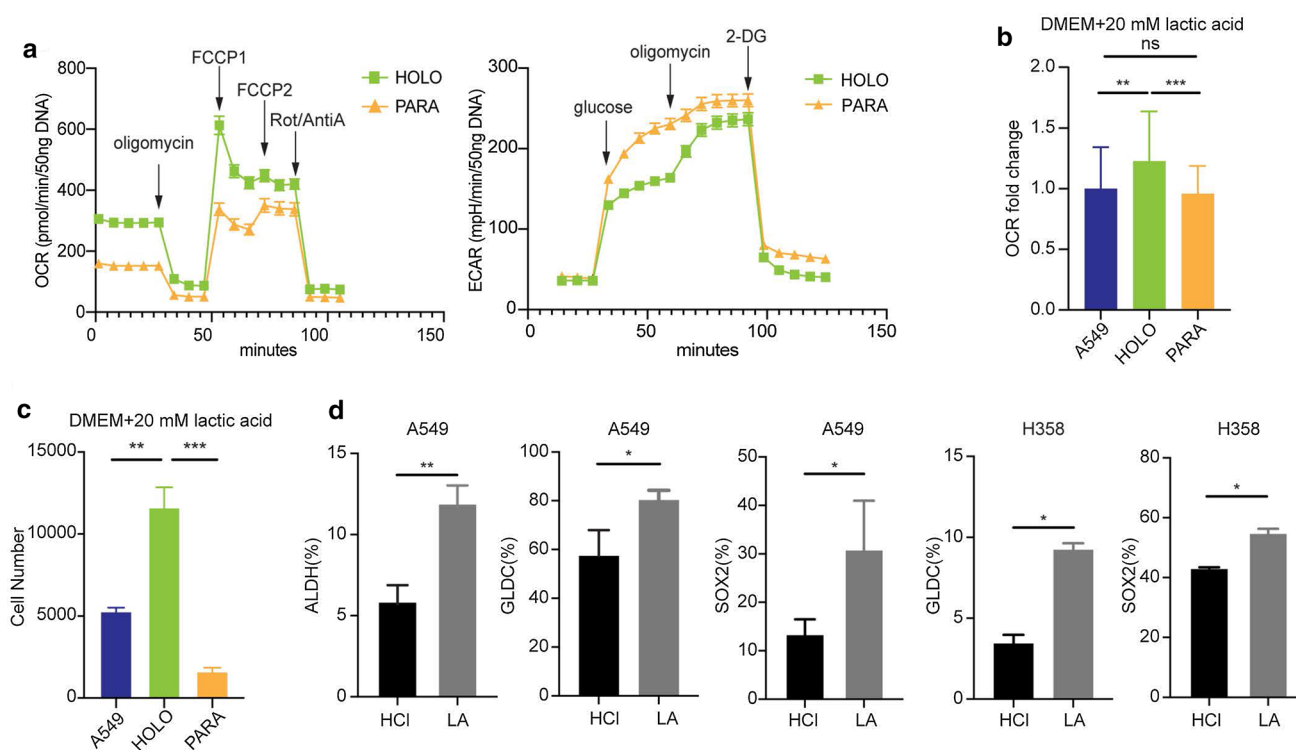 a
OCR (pmol/min/50ng DNA)
800
600
400
200
0
0
50
100
150
minutes
oligomycin
FCCP1
FCCP2
Rot/AntiA
HOLO
PARA
ECAR (mpH/min/50ng DNA)
300
200
100
0
0
50
100
150
minutes
glucose
oligomycin
2-DG
HOLO
PARA
b
DMEM+20 mM lactic acid
ns
** ***
OCR fold change
2.0
1.5
1.0
0.5
0.0
A549
HOLO
PARA
c
DMEM+20 mM lactic acid
** ***
Cell Number
15000
10000
5000
0
A549
HOLO
PARA
d
A549
**
ALDH(%)
15
10
5
0
HCl LA
A549
*
GLDC(%)
100
80
60
40
20
0
HCl LA
A549
*
SOX2(%)
50
40
30
20
10
0
HCl LA
H358
*
GLDC(%)
15
10
5
0
HCl LA
H358
*
SOX2(%)
80
60
40
20
0
HCl LA